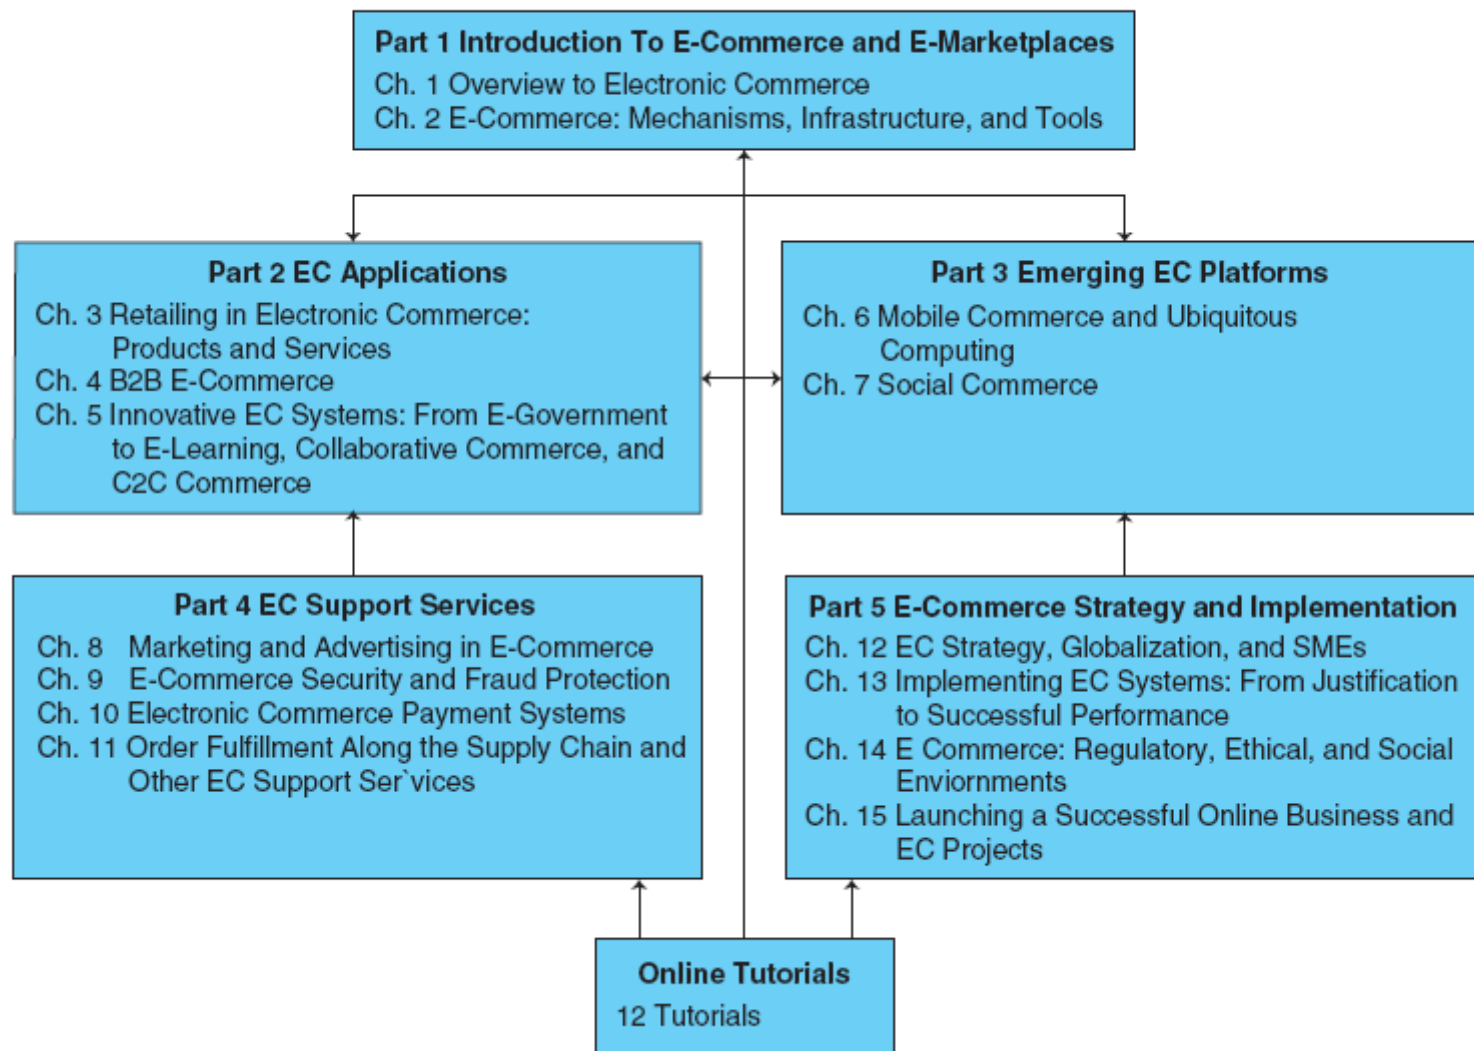 Part 1 Introduction To E-Commerce and E-Marketplaces
Ch. 1 Overview to Electronic Commerce
Ch. 2 E-Commerce: Mechanisms, Infrastructure, and Tools
Part 2 EC Applications
Ch. 3 Retailing in Electronic Commerce:
Products and Services
Ch. 4 B2B E-Commerce
Ch. 5 Innovative EC Systems: From E-Government
to E-Learning, Collaborative Commerce, and
C2C Commerce
Part 3 Emerging EC Platforms
Ch. 6 Mobile Commerce and Ubiquitous
Computing
Ch. 7 Social Commerce
Part 4 EC Support Services
Ch. 8 Marketing and Advertising in E-Commerce
Ch. 9 E-Commerce Security and Fraud Protection
Ch. 10 Electronic Commerce Payment Systems
Ch. 11 Order Fulfillment Along the Supply Chain and
Other EC Support Ser`vices
Part 5 E-Commerce Strategy and Implementation
Ch. 12 EC Strategy, Globalization, and SMEs
Ch. 13 Implementing EC Systems: From Justification
to Successful Performance
Ch. 14 E Commerce: Regulatory, Ethical, and Social
Enviornments
Ch. 15 Launching a Successful Online Business and
EC Projects
Online Tutorials
12 Tutorials